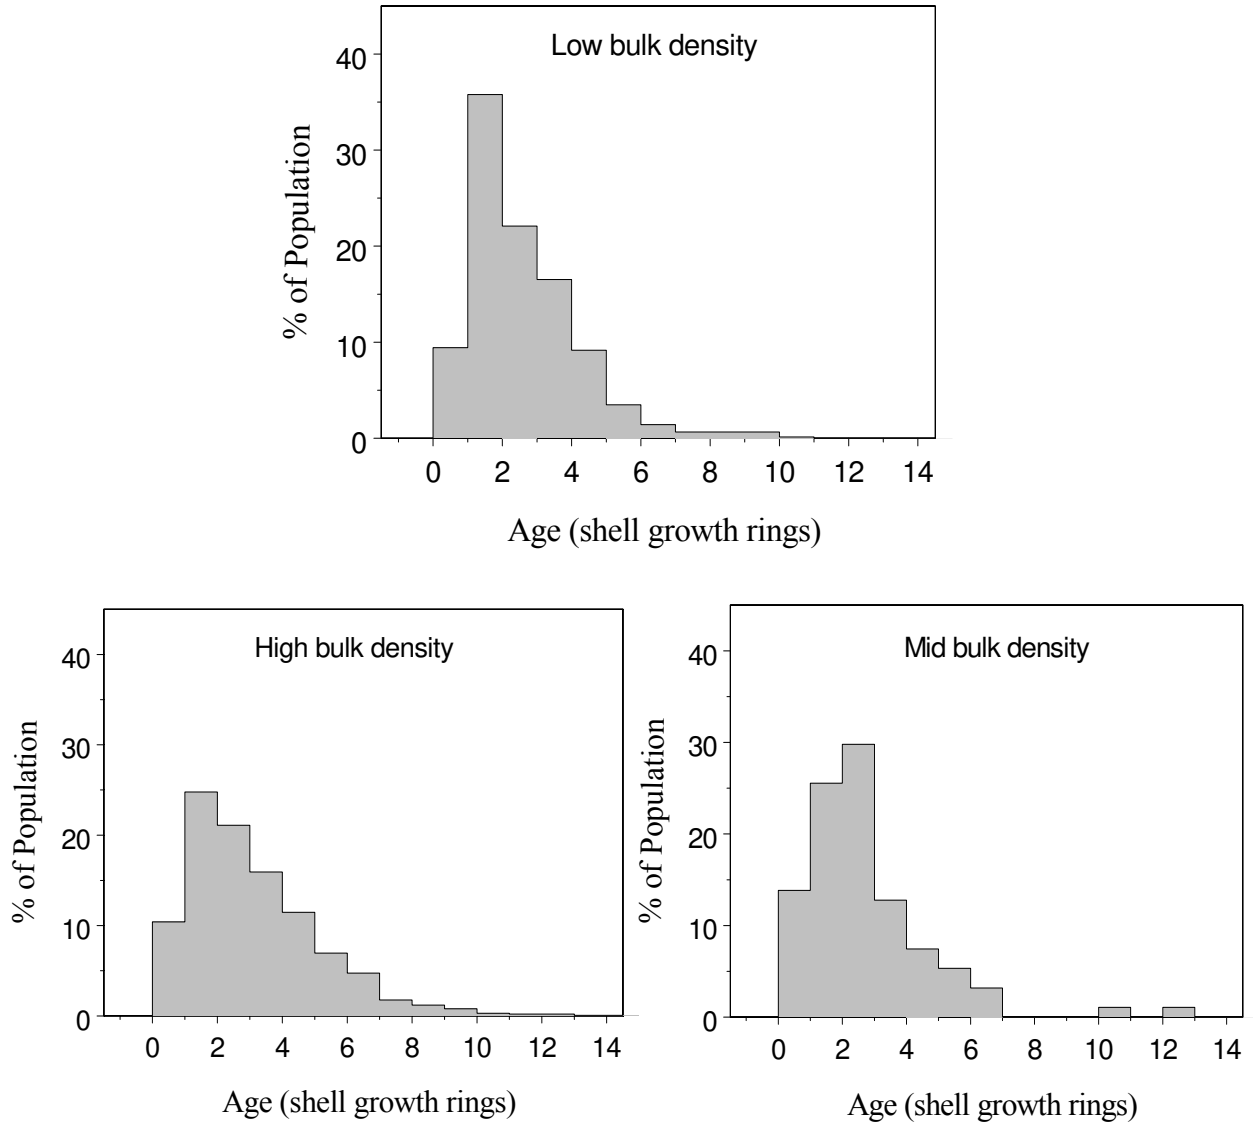 Low bulk density
% of Population
40
30
20
10
0
0 2 4 6 8 10 12 14
Age (shell growth rings)
High bulk density
% of Population
40
30
20
10
0
0 2 4 6 8 10 12 14
Age (shell growth rings)
Mid bulk density
% of Population
40
30
20
10
0
0 2 4 6 8 10 12 14
Age (shell growth rings)